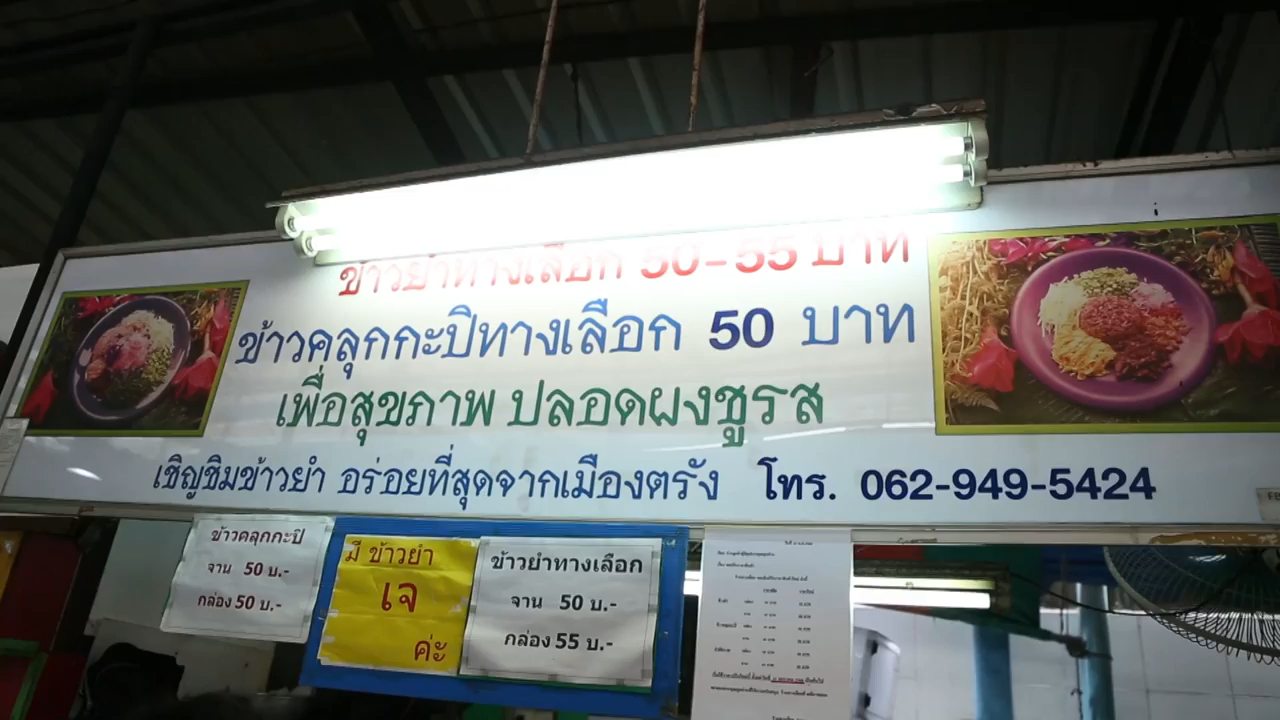 ข้าวยำทางเลือก 50-55 บาท
ข้าวคลุกกะปิทางเลือก 50 บาท
เพื่อสุขภาพ ปลอดผงชูรส
เชิญชิมข้าวยำ อร่อยที่สุดจากเมืองตรัง โทร. 062-949-5424
ข้าวคลุกกะปิ
จาน 50 บ.-
กล่อง 50 บ.-
มี ข้าวยำ
เจ
ค่ะ
ข้าวยำทางเลือก
จาน 50 บ.-
กล่อง 55 บ.-